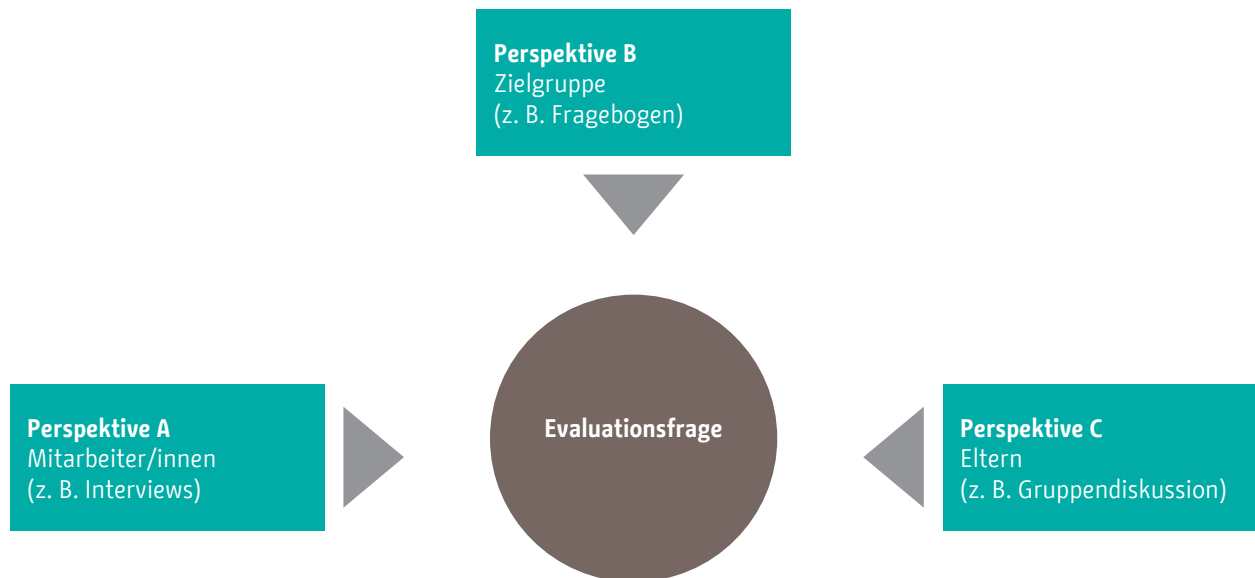 Perspektive B
Zielgruppe
(z. B. Fragebogen)
Evaluationsfrage
Perspektive A
Mitarbeiter/innen
(z. B. Interviews)
Perspektive C
Eltern
(z. B. Gruppendiskussion)